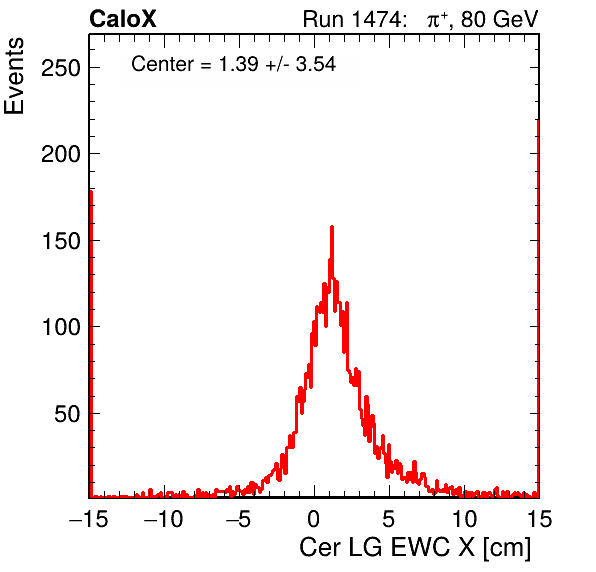 CaloX Run 1474: π⁺, 80 GeV
Center = 1.39 +/- 3.54
Events
250
200
150
100
50
−15 −10 −5 0 5 10 15
Cer LG EWC X [cm]